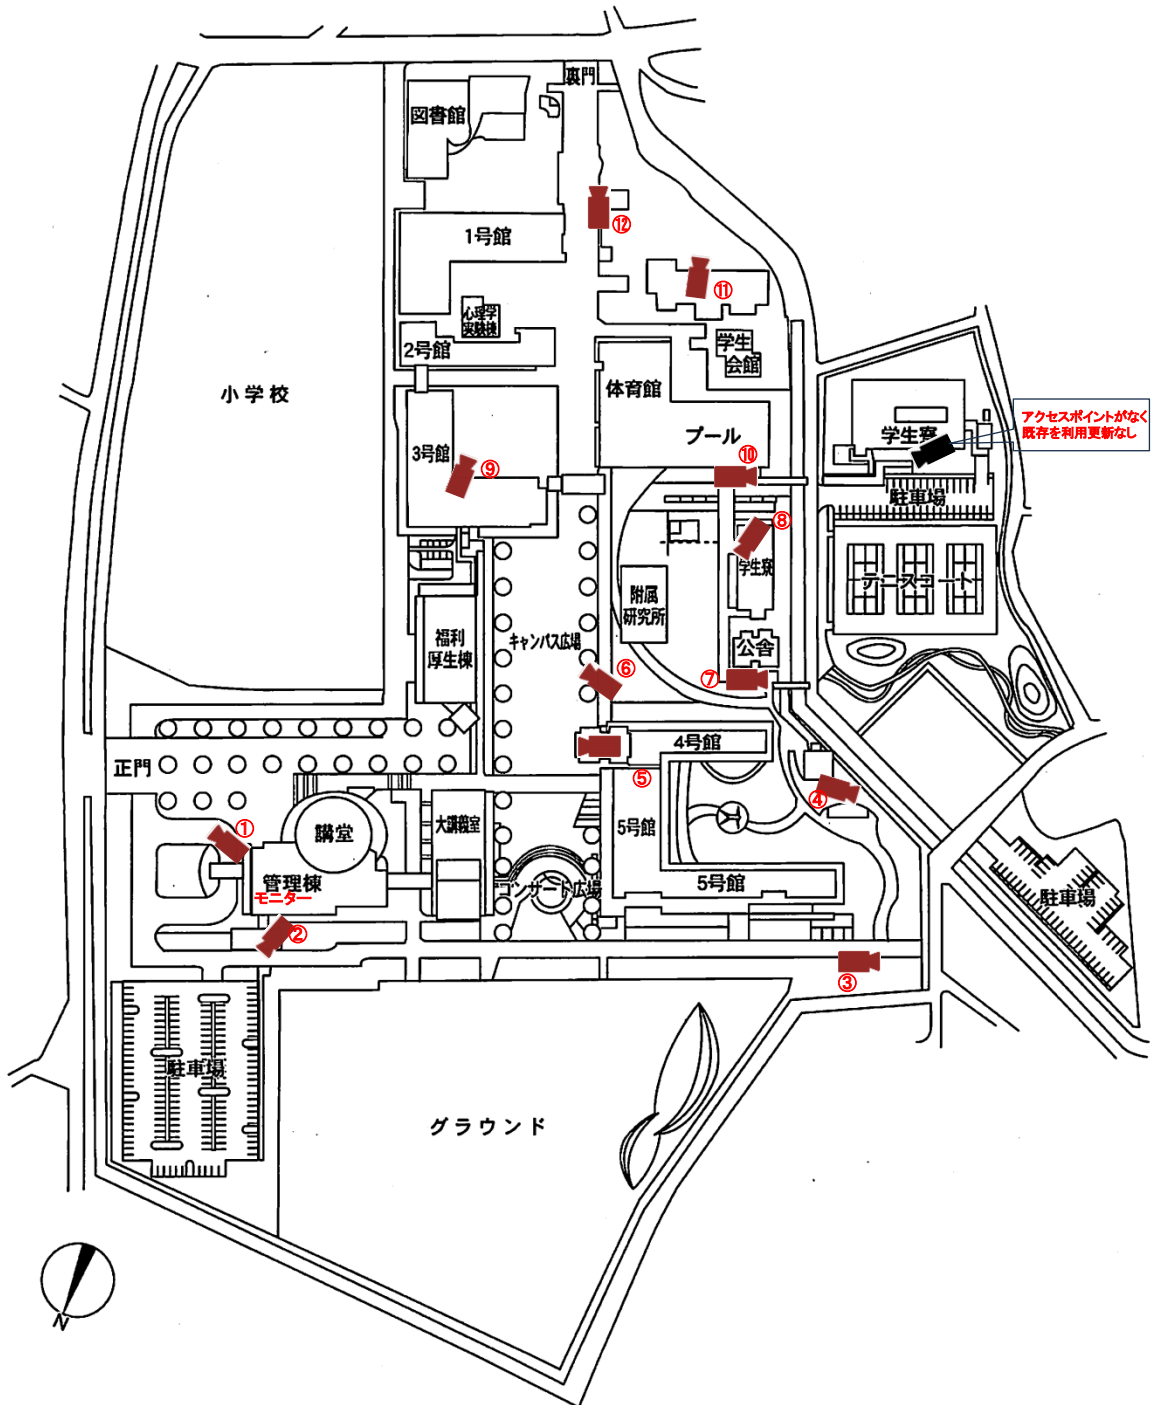 裏門
図書館
⑫
1号館
⑪
心理学
実験棟
学生
会館
2号館
小学校
体育館
アクセスポイントがなく
既存を利用更新なし
プール
学生寮
3号館
⑨
⑩
駐車場
⑧
学生寮
テニスコート
附属
研究所
福利
厚生棟
キャンパス広場
公舎
⑥
⑦
4号館
正門
⑤
④
①
講堂
大講義室
5号館
管理棟
モニター
コンサート広場
5号館
駐車場
②
③
駐車場
グラウンド
N